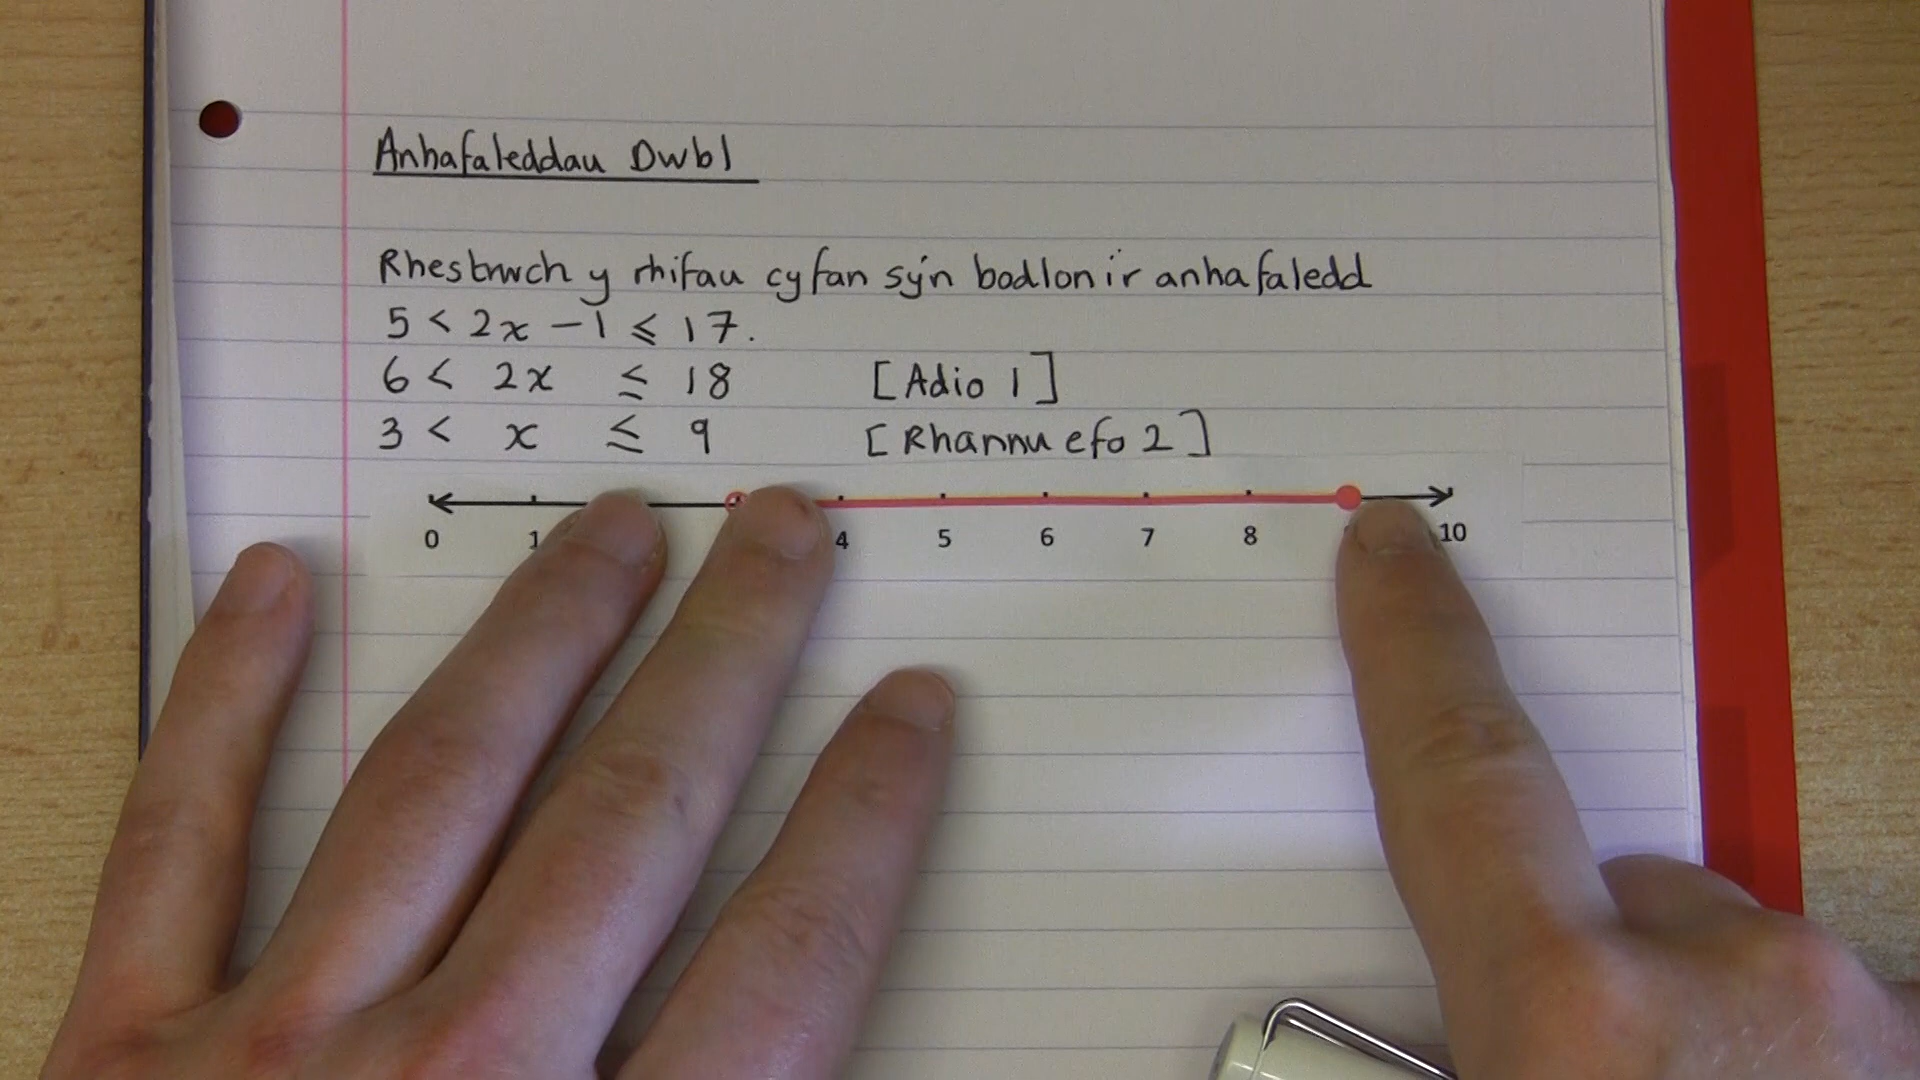 Anhafaleddau Dwbl
Rhestrwch y rhifau cyfan sy'n bodloni'r anhafaledd
5 < 2x − 1 ⩽ 17.
6 < 2x ≤ 18 [Adio 1]
3 < x ≤ 9 [Rhannu efo 2]
0 1 4 5 6 7 8 10